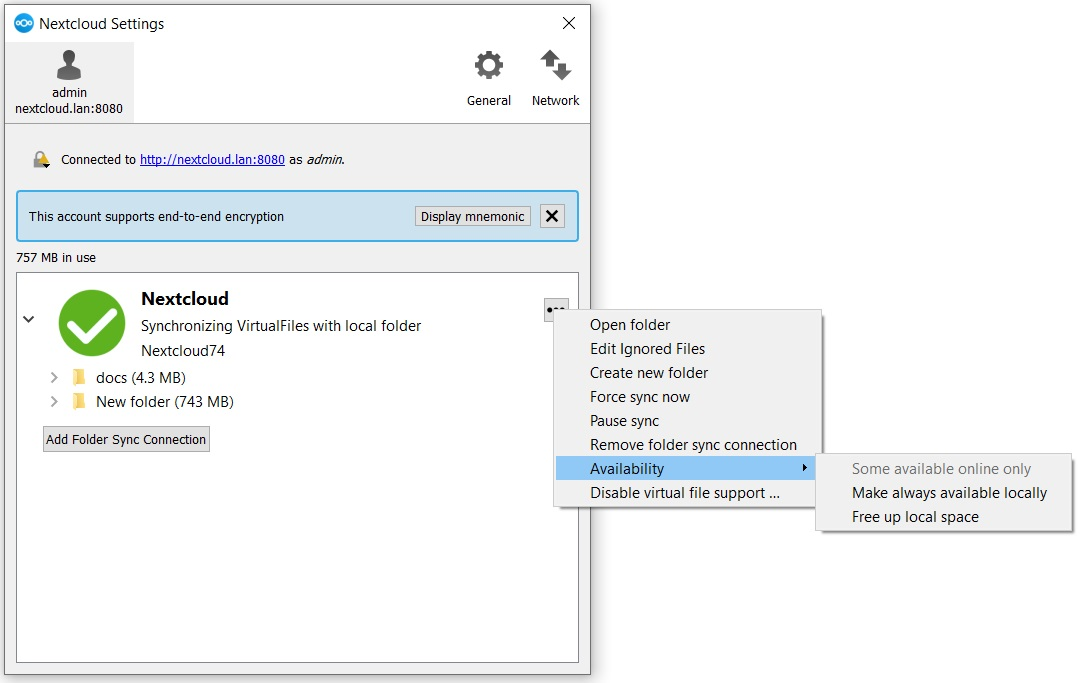 Nextcloud Settings
admin
nextcloud.lan:8080
General
Network
Connected to http://nextcloud.lan:8080 as admin.
This account supports end-to-end encryption
Display mnemonic
757 MB in use
Nextcloud
Synchronizing VirtualFiles with local folder
Nextcloud74
docs (4.3 MB)
New folder (743 MB)
Add Folder Sync Connection
Open folder
Edit Ignored Files
Create new folder
Force sync now
Pause sync
Remove folder sync connection
Availability
Disable virtual file support ...
Some available online only
Make always available locally
Free up local space